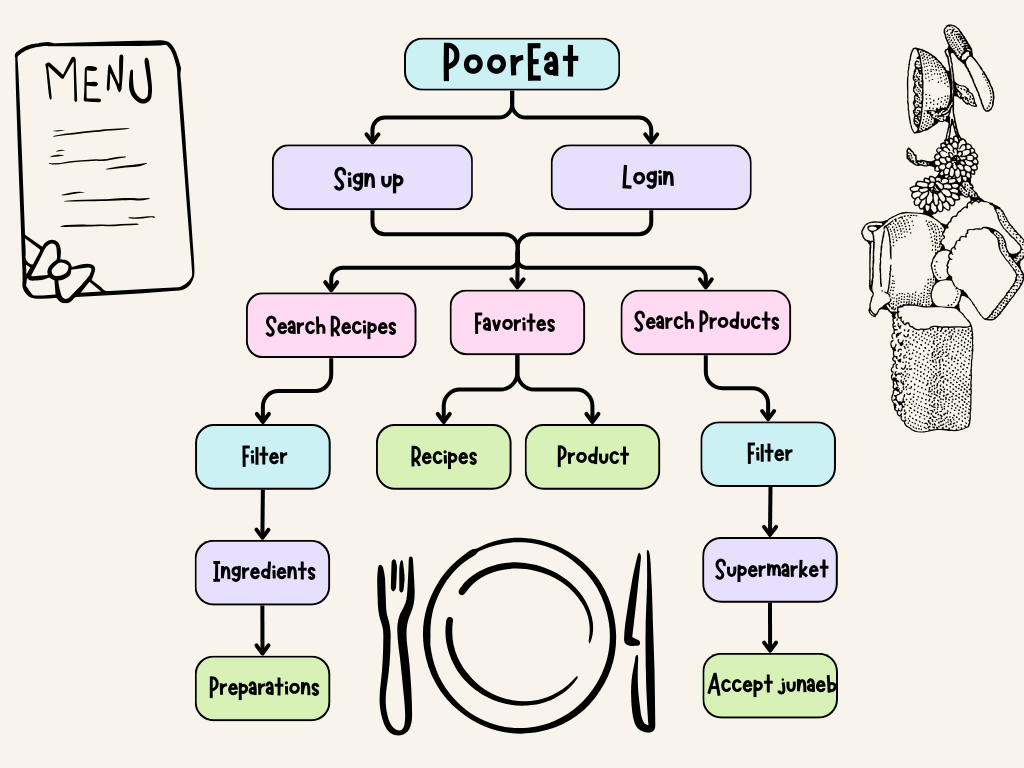 MENU
PoorEat
Sign up
Login
Search Recipes
Favorites
Search Products
Filter
Recipes
Product
Filter
Ingredients
Supermarket
Preparations
Accept junaeb